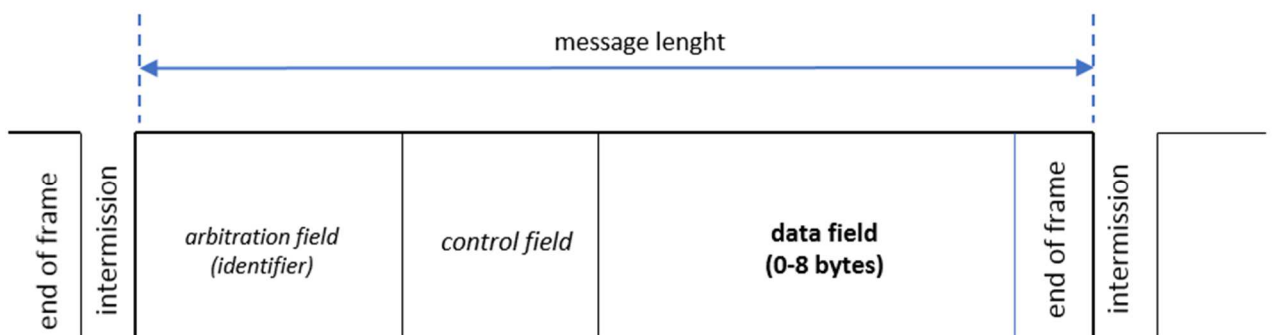 message lenght
end of frame
intermission
arbitration field
(identifier)
control field
data field
(0-8 bytes)
end of frame
intermission